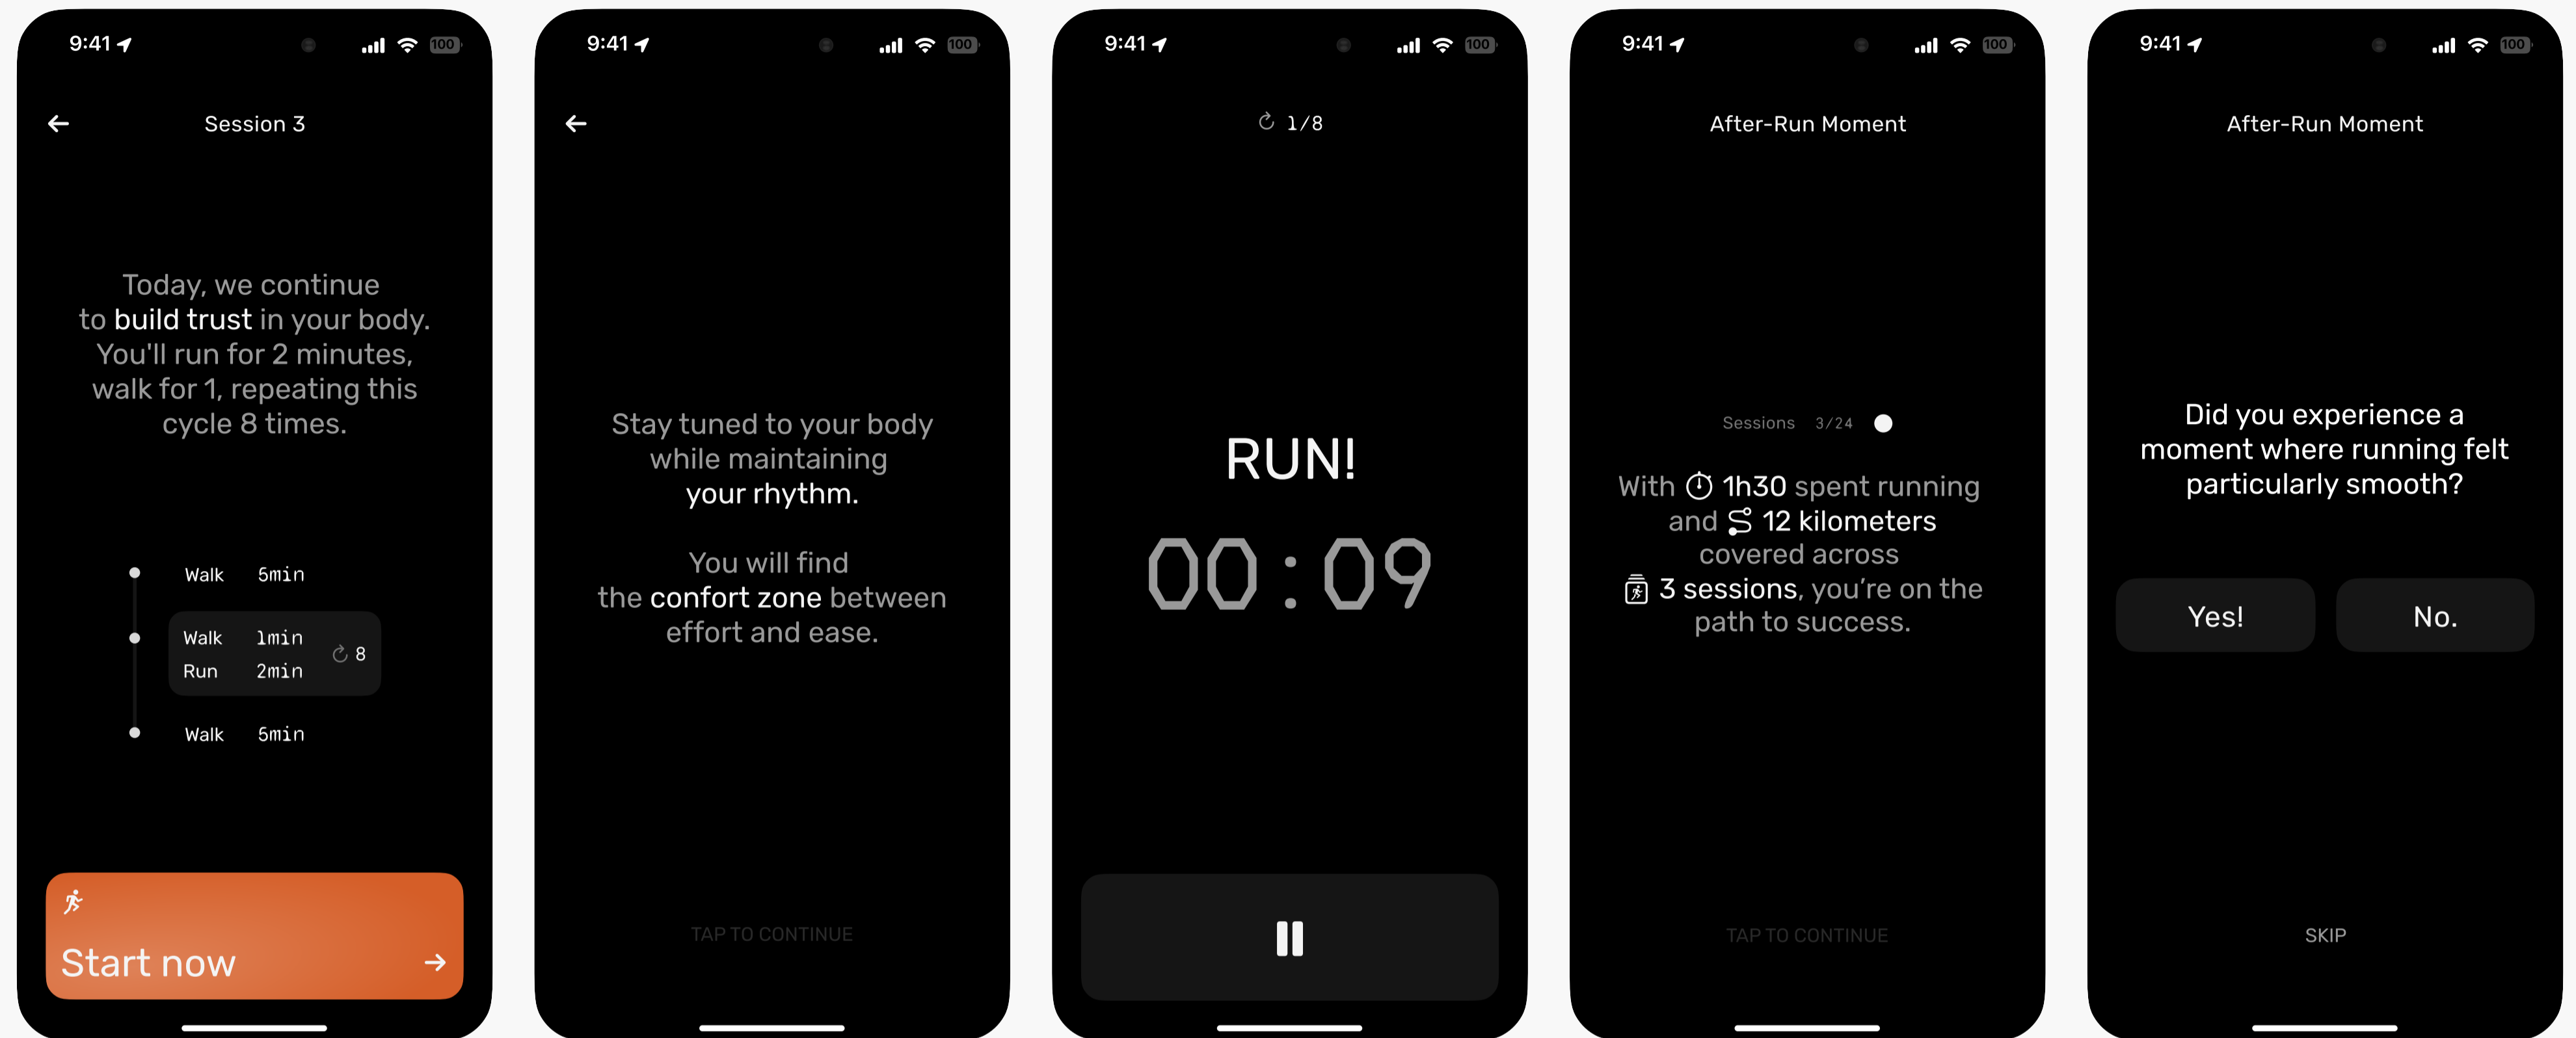 9:41
100
Session 3
Today, we continue
to build trust in your body.
You'll run for 2 minutes,
walk for 1, repeating this
cycle 8 times.
Walk 5min
Walk 1min
Run 2min
8
Walk 5min
Start now
9:41
100
Stay tuned to your body
while maintaining
your rhythm.
You will find
the confort zone between
effort and ease.
TAP TO CONTINUE
9:41
100
1/8
RUN!
00:09
9:41
100
After-Run Moment
Sessions 3/24
With 1h30 spent running
and 12 kilometers
covered across
3 sessions, you’re on the
path to success.
TAP TO CONTINUE
9:41
100
After-Run Moment
Did you experience a
moment where running felt
particularly smooth?
Yes!
No.
SKIP